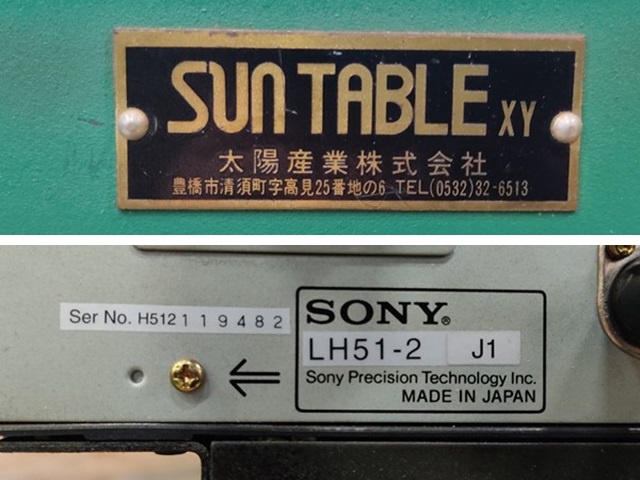 SUN TABLE XY
太陽産業株式会社
豊橋市清須町字高見25番地の6 TEL(0532)32-6513
Ser No. H512119482
SONY®
LH51-2 J1
Sony Precision Technology Inc.
MADE IN JAPAN